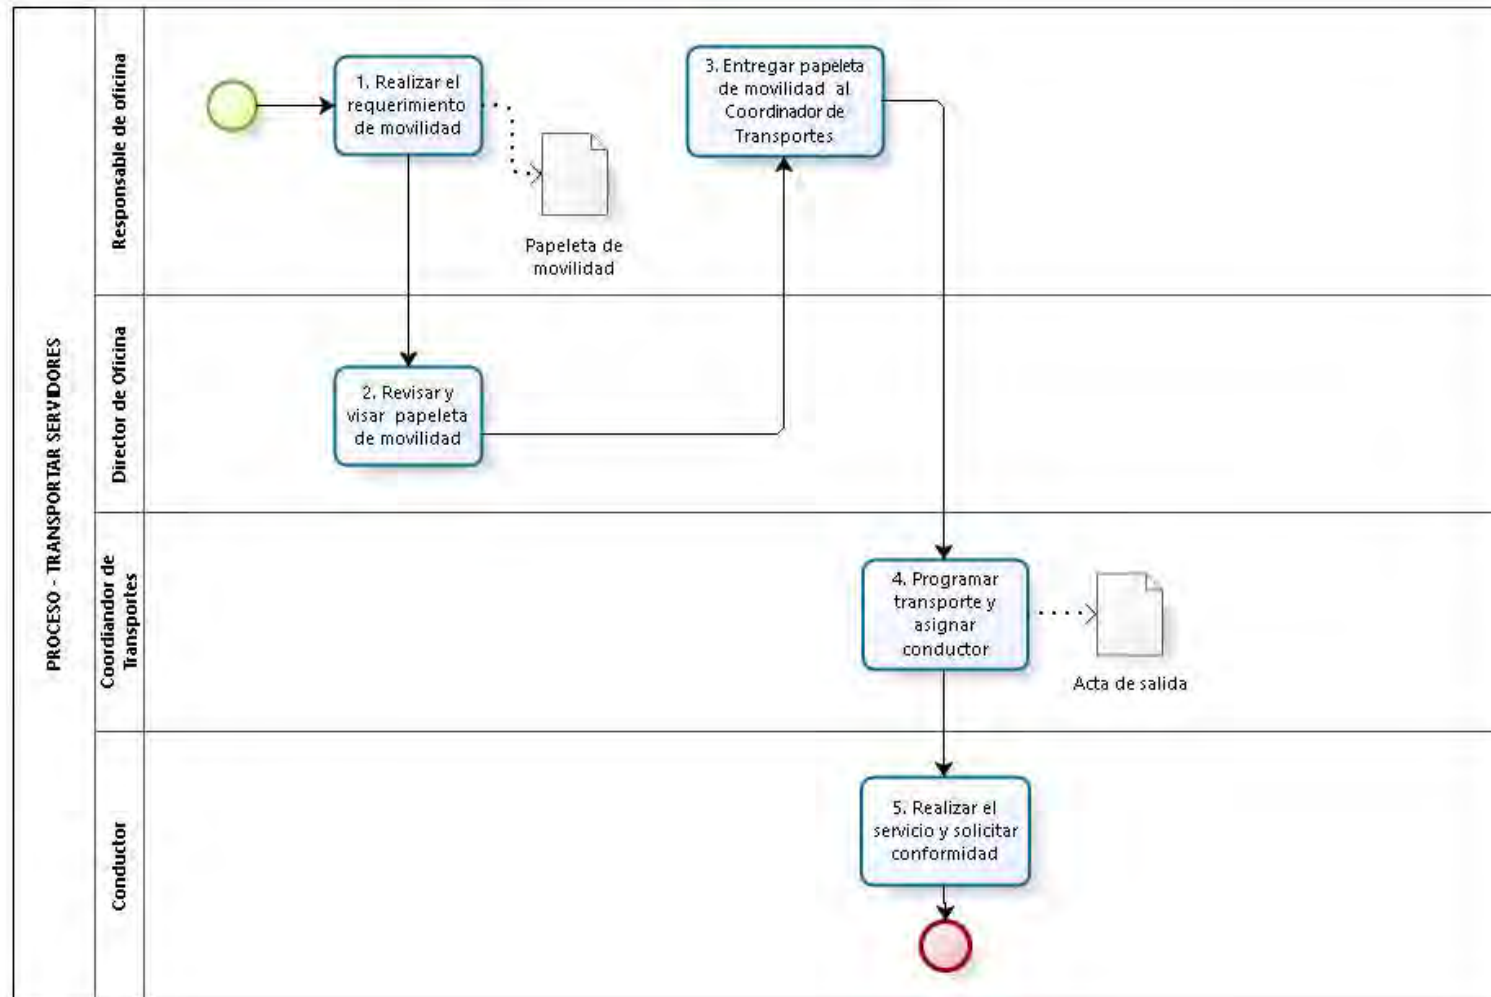 PROCESO - TRANSPORTAR SERVIDORES
Responsable de oficina
1. Realizar el
requerimiento
de movilidad
Papeleta de
movilidad
3. Entregar papeleta
de movilidad al
Coordinador de
Transportes
Director de Oficina
2. Revisar y
visar papeleta
de movilidad
Coordiandor de
Transportes
4. Programar
transporte y
asignar
conductor
Acta de salida
Conductor
5. Realizar el
servicio y solicitar
conformidad